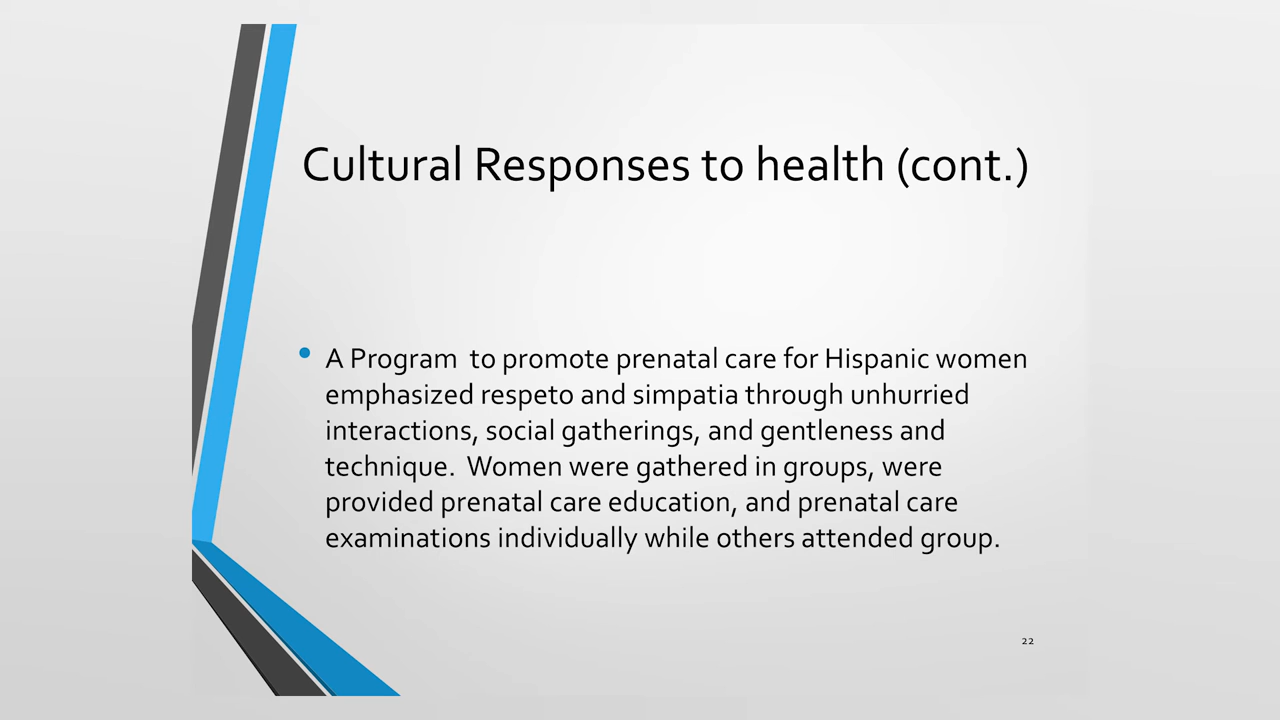 Cultural Responses to health (cont.)
• A Program  to promote prenatal care for Hispanic women
emphasized respeto and simpatia through unhurried
interactions, social gatherings, and gentleness and
technique.  Women were gathered in groups, were
provided prenatal care education, and prenatal care
examinations individually while others attended group.
22